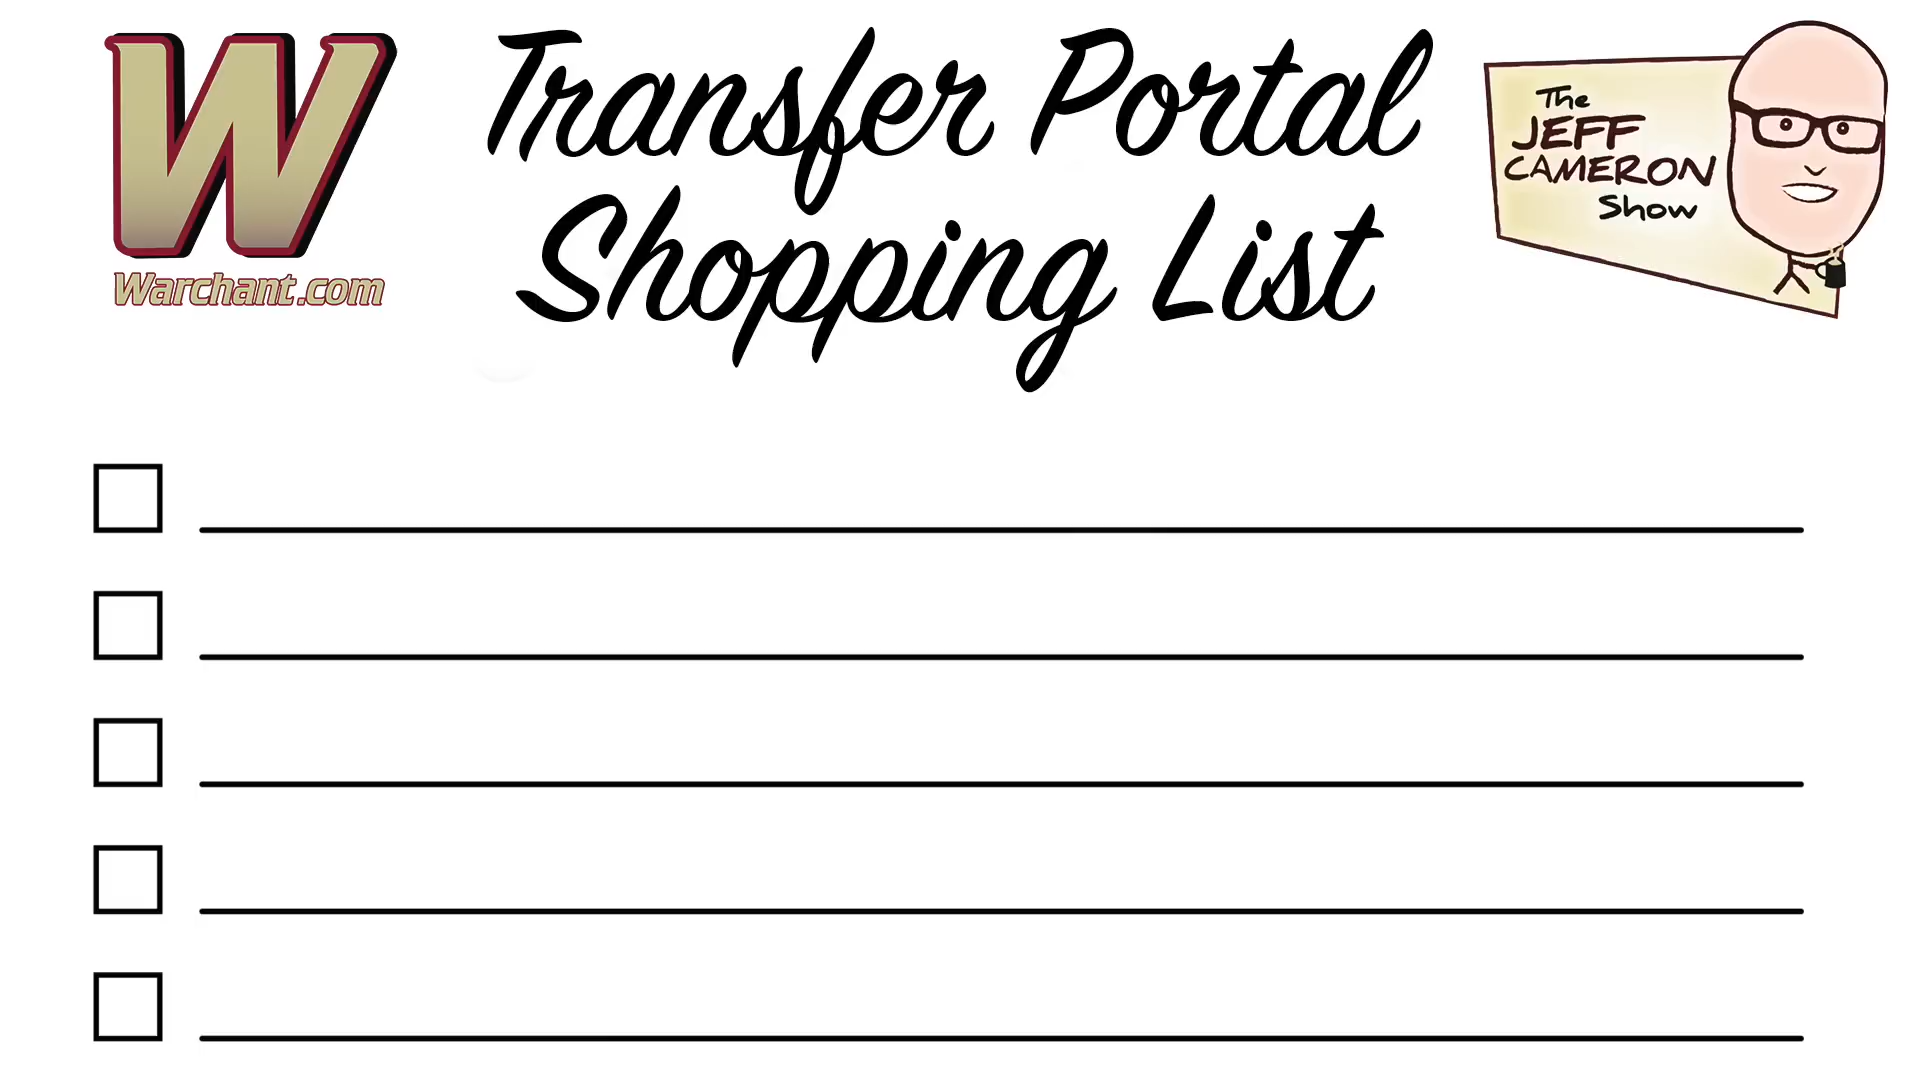 W
Warchant.com
Transfer Portal
Shopping List
The
JEFF
CAMERON
Show